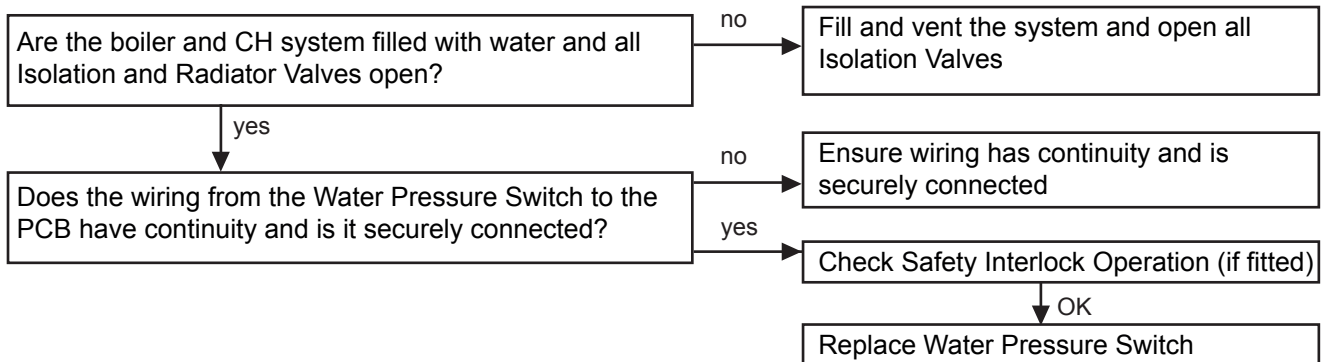 Are the boiler and CH system filled with water and all
Isolation and Radiator Valves open?
no
Fill and vent the system and open all
Isolation Valves
yes
Does the wiring from the Water Pressure Switch to the
PCB have continuity and is it securely connected?
no
Ensure wiring has continuity and is
securely connected
yes
Check Safety Interlock Operation (if fitted)
OK
Replace Water Pressure Switch